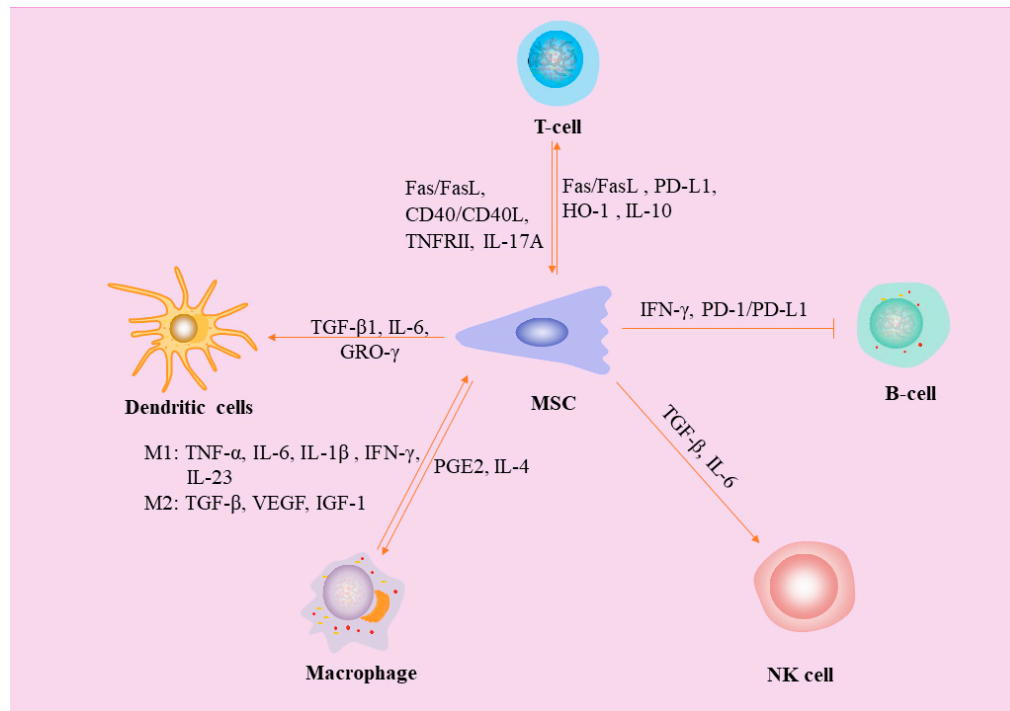 T-cell
Fas/FasL,
CD40/CD40L,
TNFRII, IL-17A
Fas/FasL , PD-L1,
HO-1 , IL-10
TGF-β1, IL-6,
GRO-γ
IFN-γ, PD-1/PD-L1
Dendritic cells
MSC
B-cell
M1: TNF-α, IL-6, IL-1β , IFN-γ,
IL-23
M2: TGF-β, VEGF, IGF-1
PGE2, IL-4
TGF-β, IL-6
Macrophage
NK cell